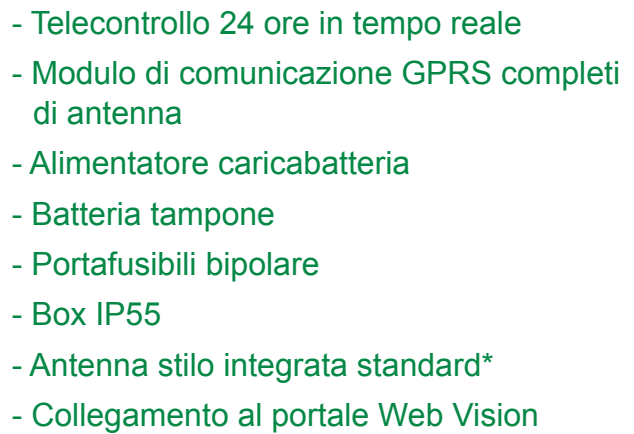 - Telecontrollo 24 ore in tempo reale
- Modulo di comunicazione GPRS completi
di antenna
- Alimentatore caricabatteria
- Batteria tampone
- Portafusibili bipolare
- Box IP55
- Antenna stilo integrata standard*
- Collegamento al portale Web Vision